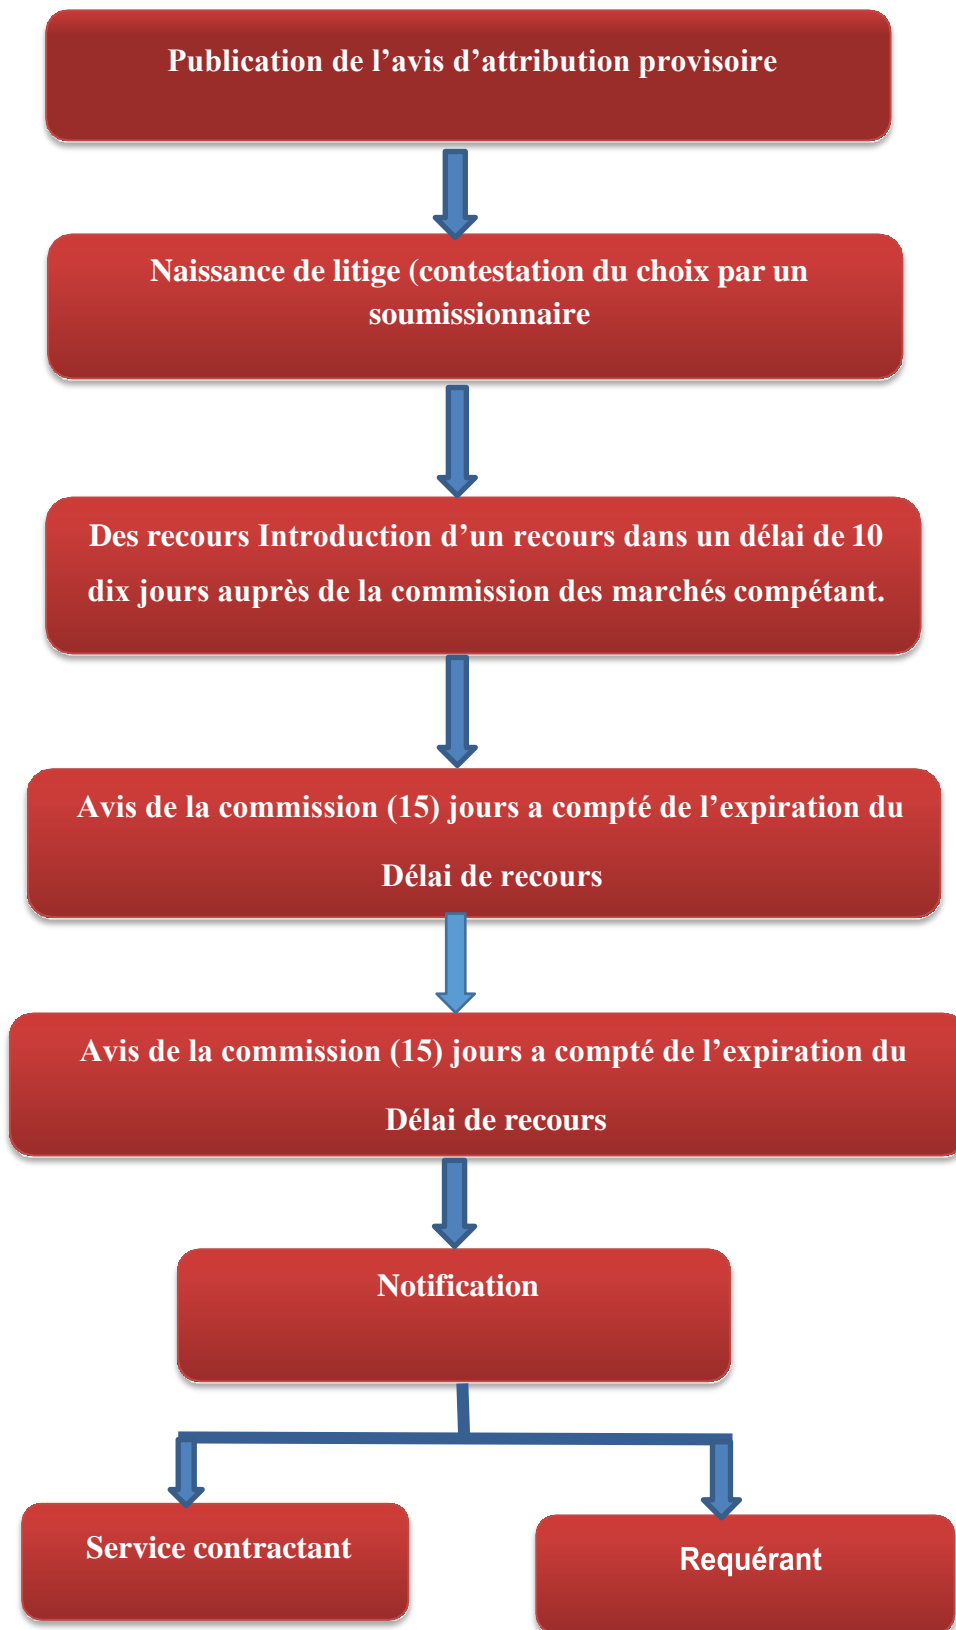 Publication de l’avis d’attribution provisoire
Naissance de litige (contestation du choix par un
soumissionnaire
Des recours Introduction d’un recours dans un délai de 10
dix jours auprès de la commission des marchés compétant.
Avis de la commission (15) jours a compté de l’expiration du
Délai de recours
Avis de la commission (15) jours a compté de l’expiration du
Délai de recours
Notification
Service contractant
Requérant